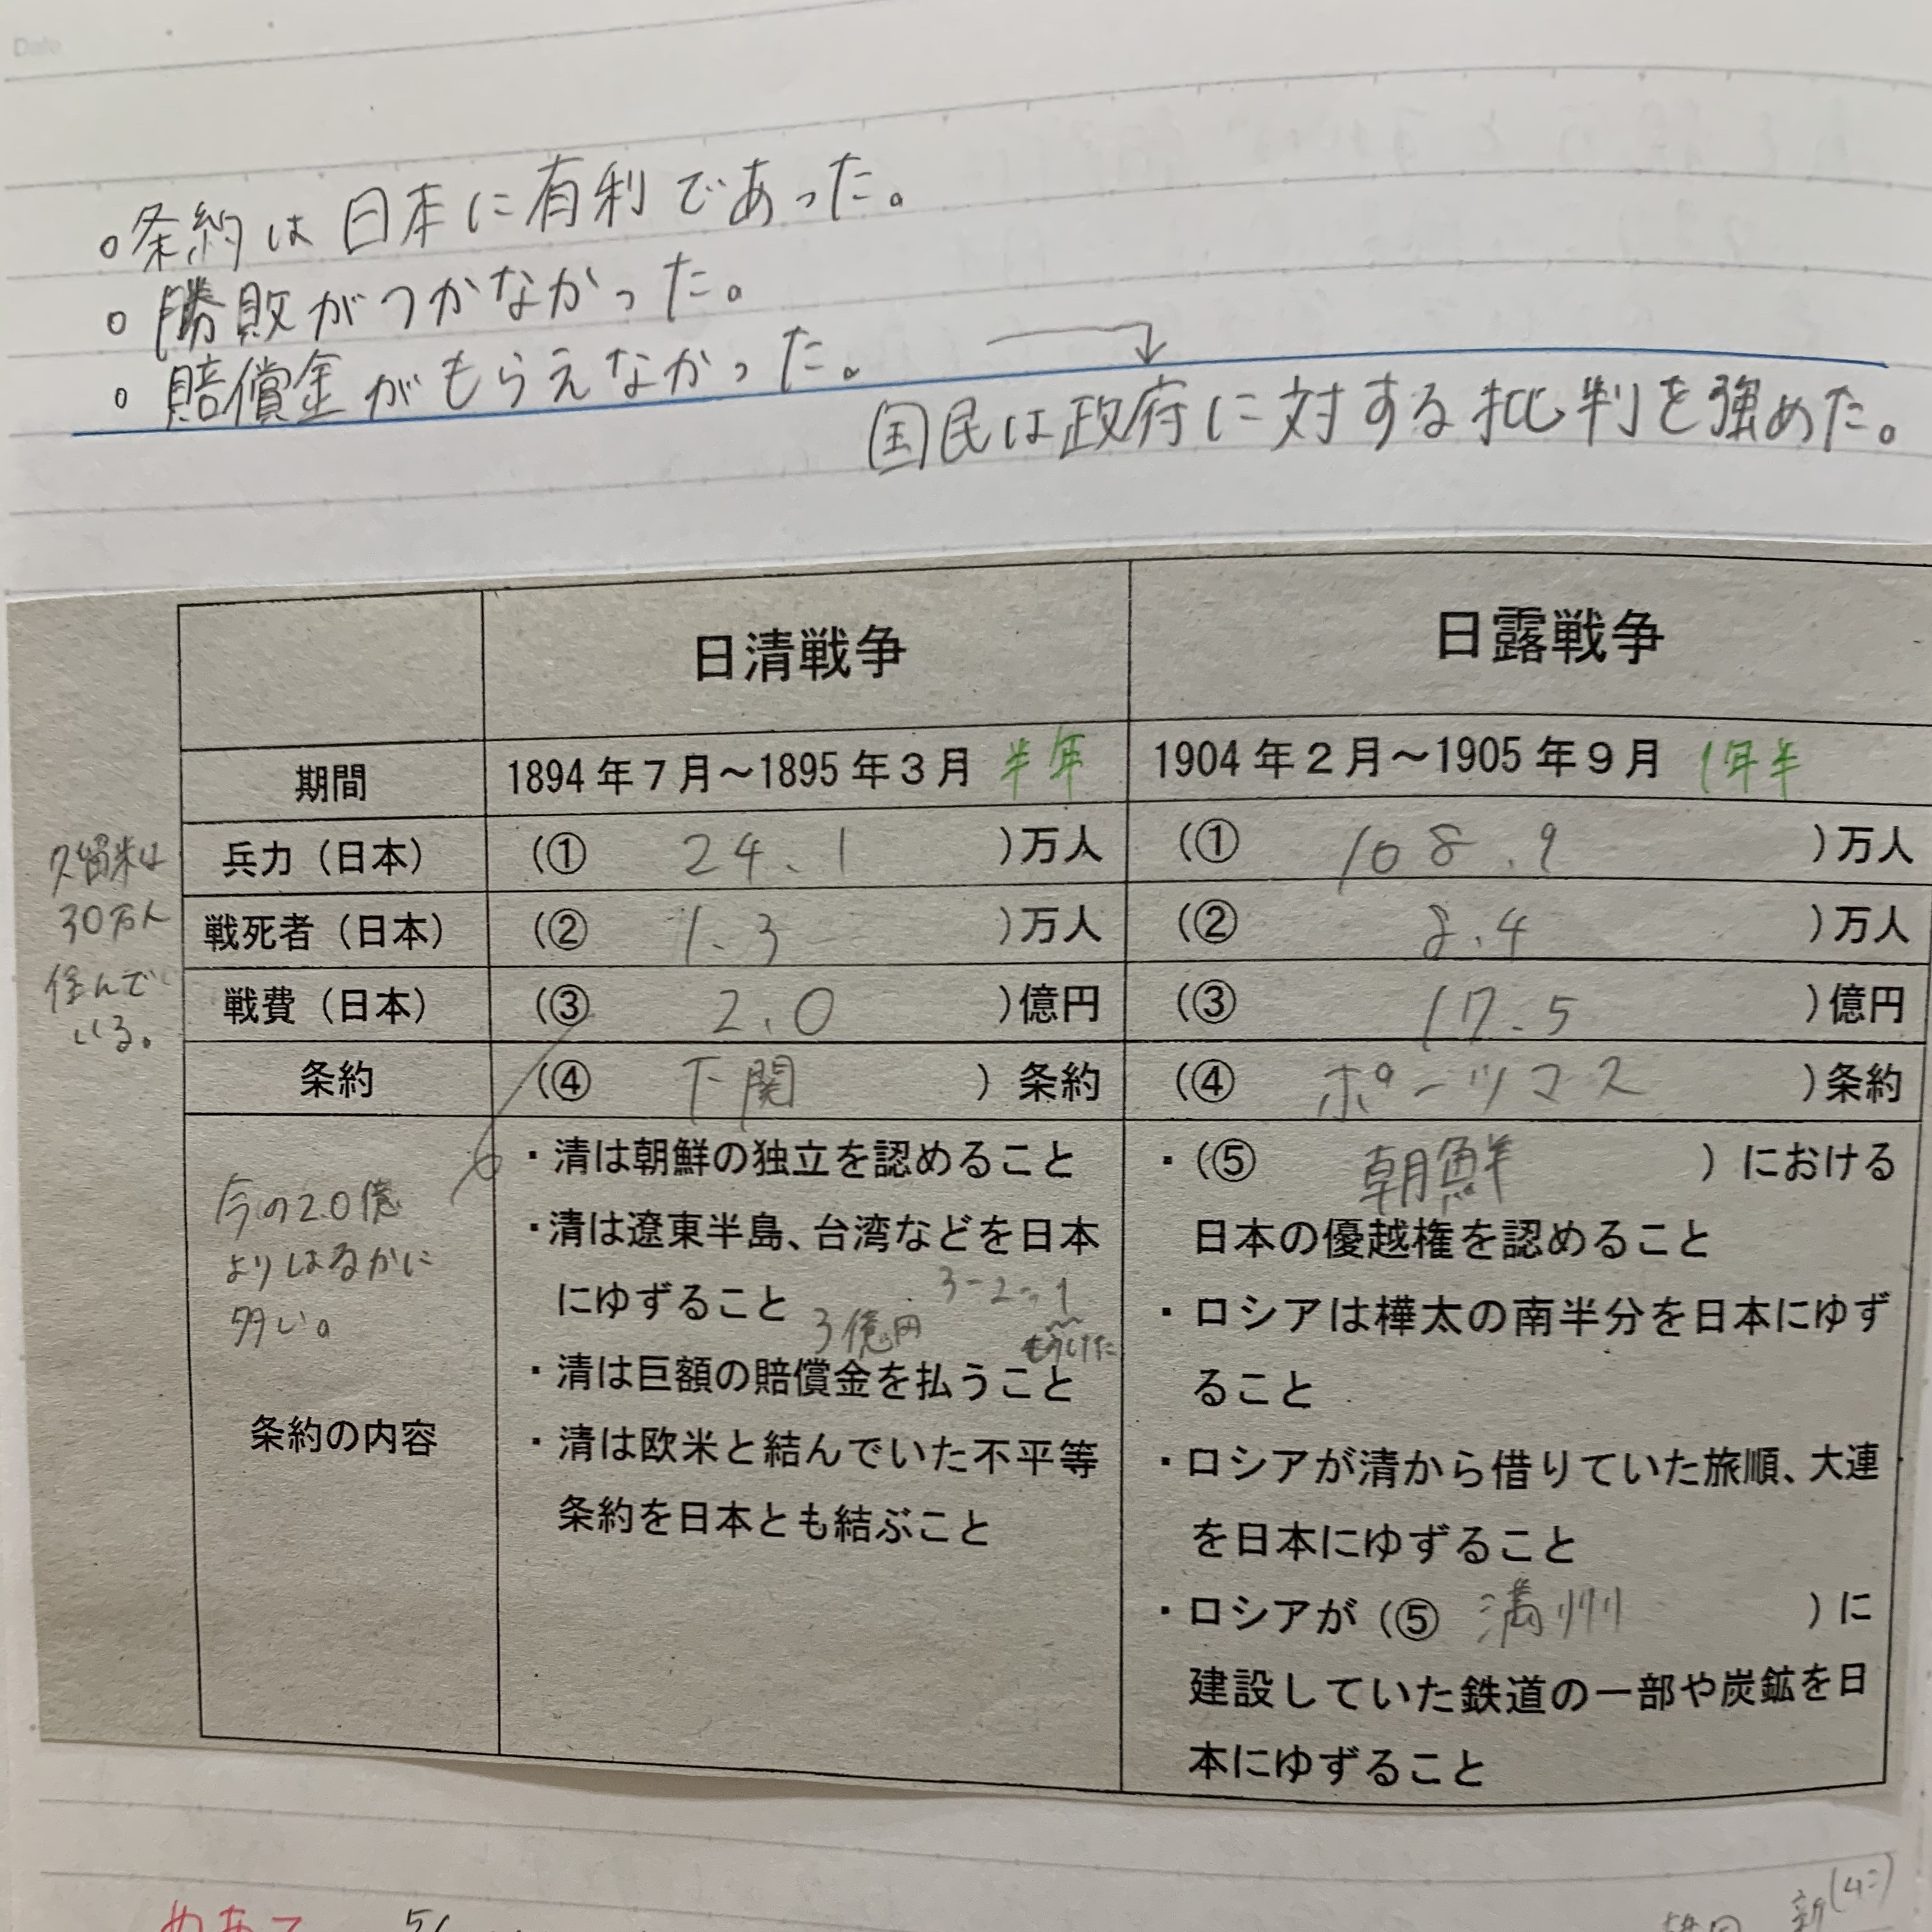 Date
○条約は日本に有利であった。
○勝敗がつかなかった。
○賠償金がもらえなかった。
国民は政府に対する批判を強めた。
日清戦争 日露戦争
期間 1894年7月～1895年3月 半年 1904年2月～1905年9月 1年半
兵力（日本） (① 24.1 )万人 (① 108.9 )万人
戦死者（日本） (② 1.3 )万人 (② 8.4 )万人
戦費（日本） (③ 2.0 )億円 (③ 17.5 )億円
条約 (④ 下関 )条約 (④ ポーツマス )条約
久留米は
30万人
住んで
いる。
今の2.0億
よりはるかに
多い。
条約の内容
・清は朝鮮の独立を認めること
・清は遼東半島、台湾などを日本
にゆずること
3億円
3-2=1
もうけた
・清は巨額の賠償金を払うこと
・清は欧米と結んでいた不平等
条約を日本とも結ぶこと
・(⑤ 朝鮮 )における
日本の優越権を認めること
・ロシアは樺太の南半分を日本にゆず
ること
・ロシアが清から借りていた旅順、大連
を日本にゆずること
・ロシアが(⑤ 満州 )に
建設していた鉄道の一部や炭鉱を日
本にゆずること
めあて